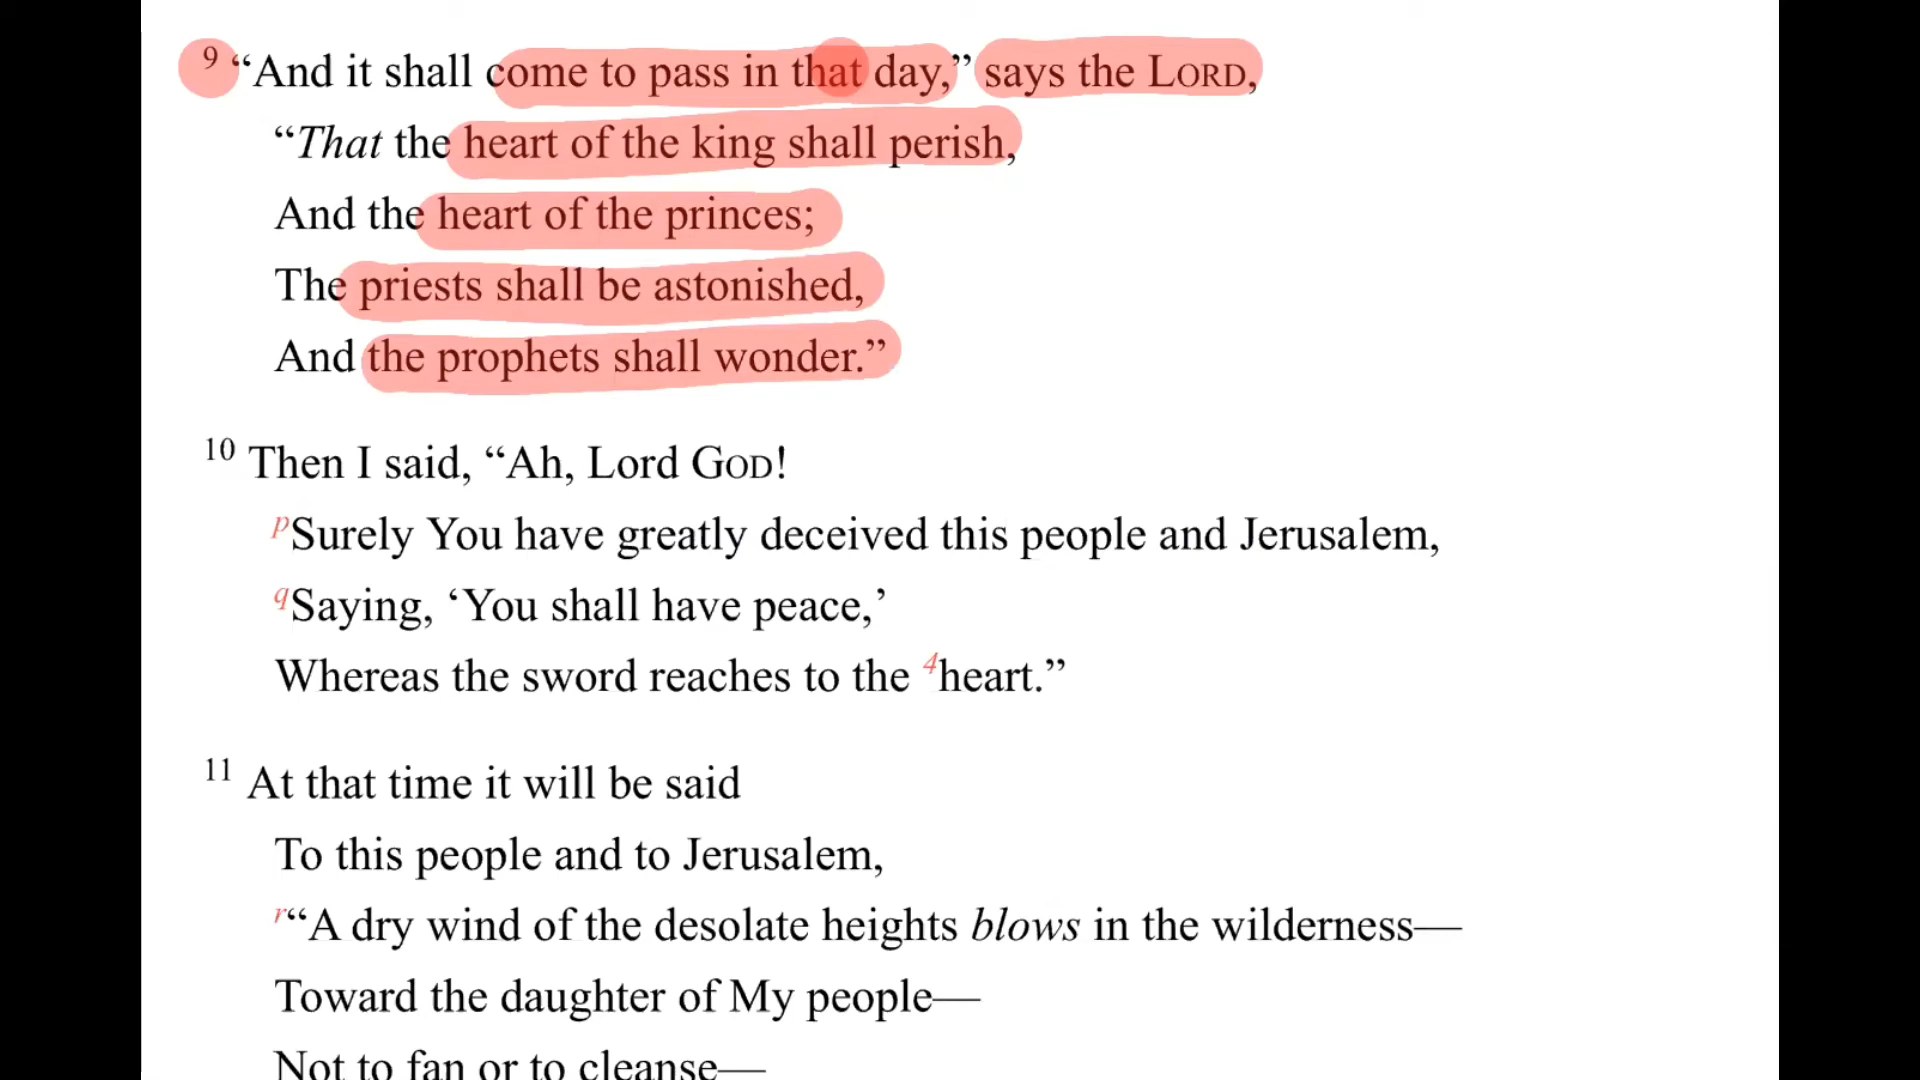 9 “And it shall come to pass in that day,” says the LORD,
“That the heart of the king shall perish,
And the heart of the princes;
The priests shall be astonished,
And the prophets shall wonder.”
10 Then I said, “Ah, Lord GOD!
pSurely You have greatly deceived this people and Jerusalem,
qSaying, ‘You shall have peace,’
Whereas the sword reaches to the 4heart.”
11 At that time it will be said
To this people and to Jerusalem,
r“A dry wind of the desolate heights blows in the wilderness—
Toward the daughter of My people—
Not to fan or to cleanse—